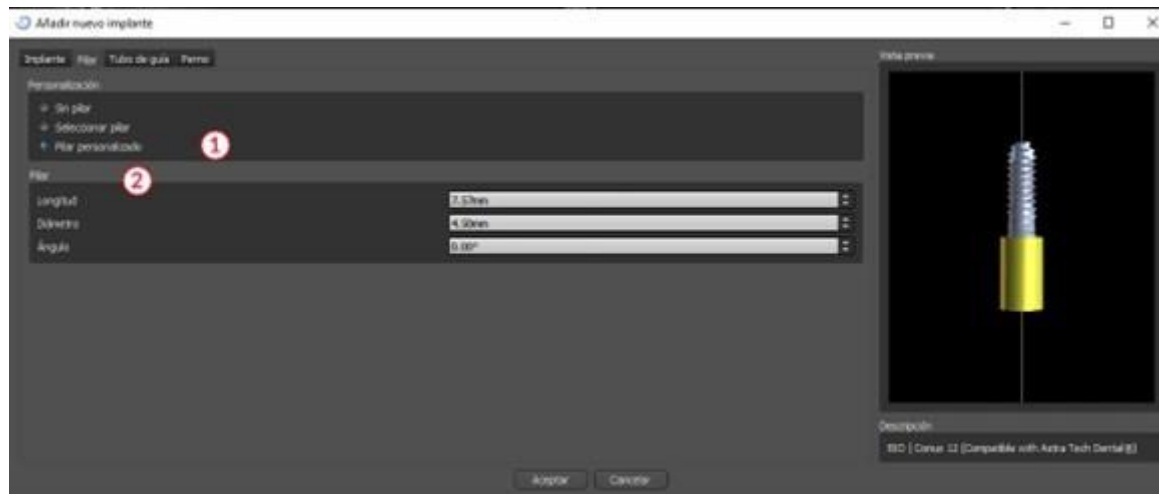 Añadir nuevo implante
Implante Pilar Tubo de guía Perno
Personalización
Sin pilar
Seleccionar pilar
Pilar personalizado
1
Pilar
2
Longitud 7.57mm
Diámetro 4.50mm
Ángulo 0.00°
Vista previa
Descripción
| Conus 12 (Compatible with Astra Tech Dental®)
Aceptar Cancelar